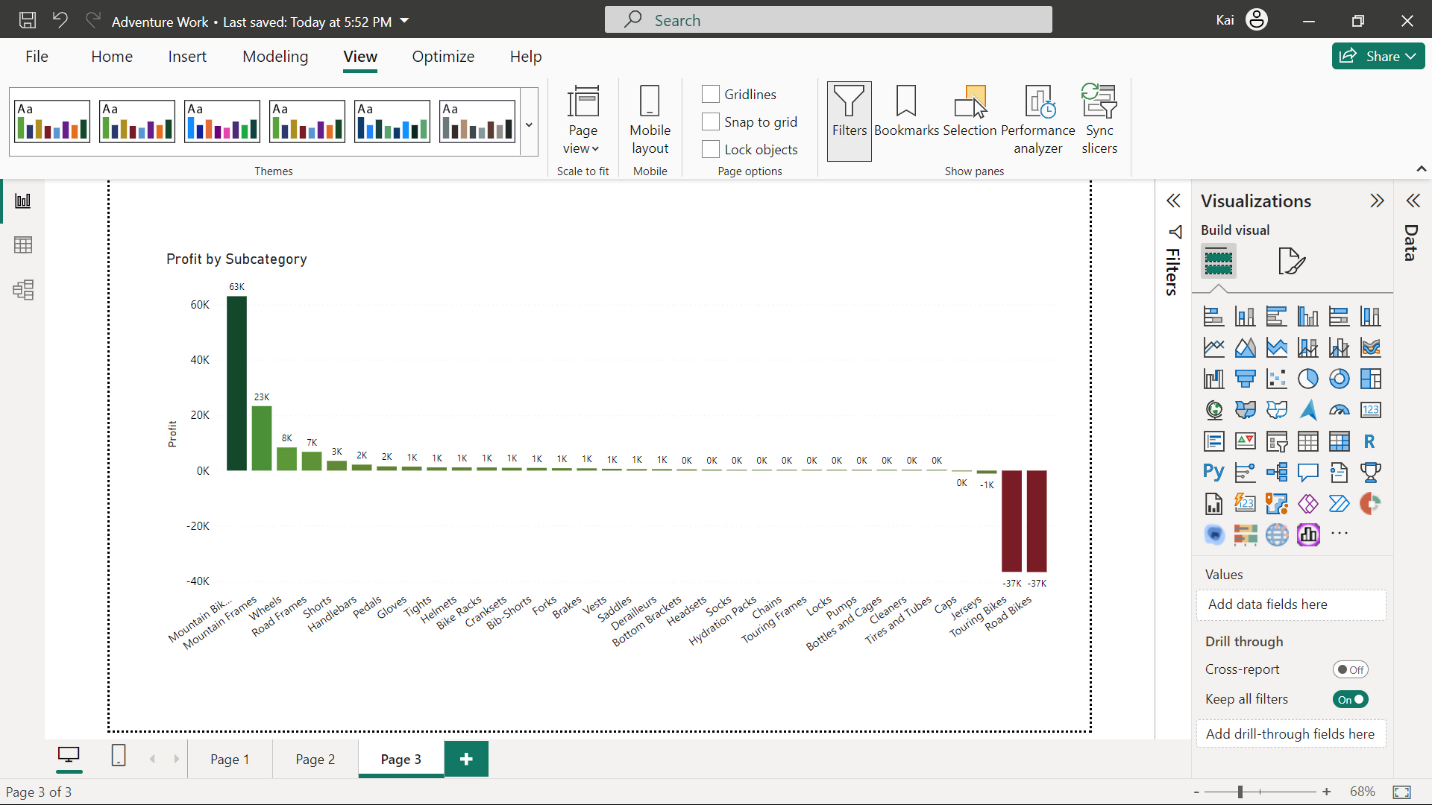 Adventure Work • Last saved: Today at 5:52 PM
Search
Kai
File Home Insert Modeling View Optimize Help
Share
Aa Aa Aa Aa Aa Aa
Page view
Mobile layout
Gridlines
Snap to grid
Lock objects
Filters
Bookmarks
Selection
Performance analyzer
Sync slicers
Themes
Scale to fit
Mobile
Page options
Show panes
Profit by Subcategory
Profit
60K
40K
20K
0K
-20K
-40K
63K 23K 8K 7K 3K 2K 2K 1K 1K 1K 1K 1K 1K 1K 1K 1K 1K 1K 0K 0K 0K 0K 0K 0K 0K 0K 0K 0K 0K 0K -1K -37K -37K
Mountain Bik...
Mountain Frames
Wheels
Road Frames
Shorts
Handlebars
Pedals
Gloves
Tights
Helmets
Bike Racks
Cranksets
Bib-Shorts
Forks
Brakes
Vests
Saddles
Derailleurs
Bottom Brackets
Headsets
Socks
Hydration Packs
Chains
Touring Frames
Locks
Pumps
Bottles and Cages
Cleaners
Tires and Tubes
Caps
Jerseys
Touring Bikes
Road Bikes
Filters
Visualizations
Build visual
123
R
Py
123
Values
Add data fields here
Drill through
Cross-report
Off
Keep all filters
On
Add drill-through fields here
Data
Page 1
Page 2
Page 3
+
Page 3 of 3
- + 68%